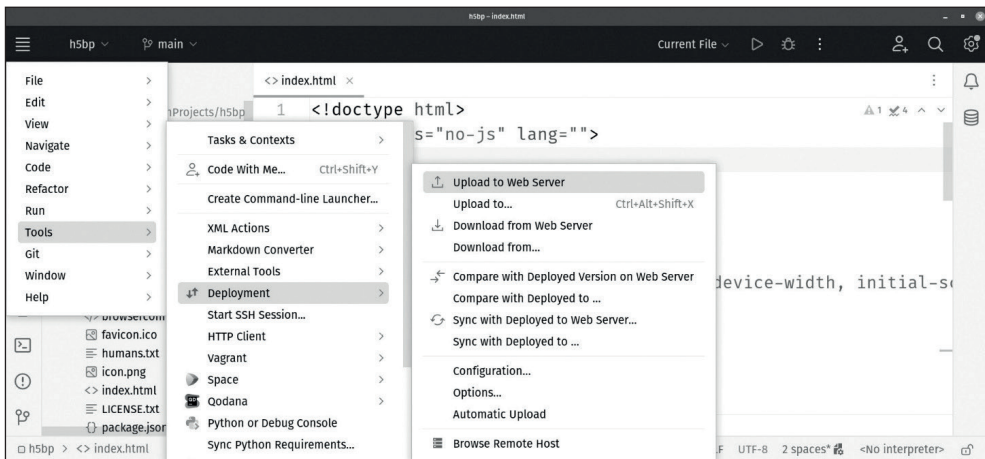 h5bp – index.html
h5bp main Current File
File
Edit
View
Navigate
Code
Refactor
Run
Tools
Git
Window
Help
<> index.html ×
nProjects/h5bp
1 <!doctype html>
s="no-js" lang="">
1 4
device-width, initial-s
Tasks & Contexts
Code With Me... Ctrl+Shift+Y
Create Command-line Launcher...
XML Actions
Markdown Converter
External Tools
Deployment
Start SSH Session...
HTTP Client
Vagrant
Space
Qodana
Python or Debug Console
Sync Python Requirements...
Upload to Web Server
Upload to... Ctrl+Alt+Shift+X
Download from Web Server
Download from...
Compare with Deployed Version on Web Server
Compare with Deployed to ...
Sync with Deployed to Web Server...
Sync with Deployed to ...
Configuration...
Options...
Automatic Upload
Browse Remote Host
favicon.ico
humans.txt
icon.png
<> index.html
LICENSE.txt
{} package.jsor
h5bp > <> index.html
.F UTF-8 2 spaces* <No interpreter>